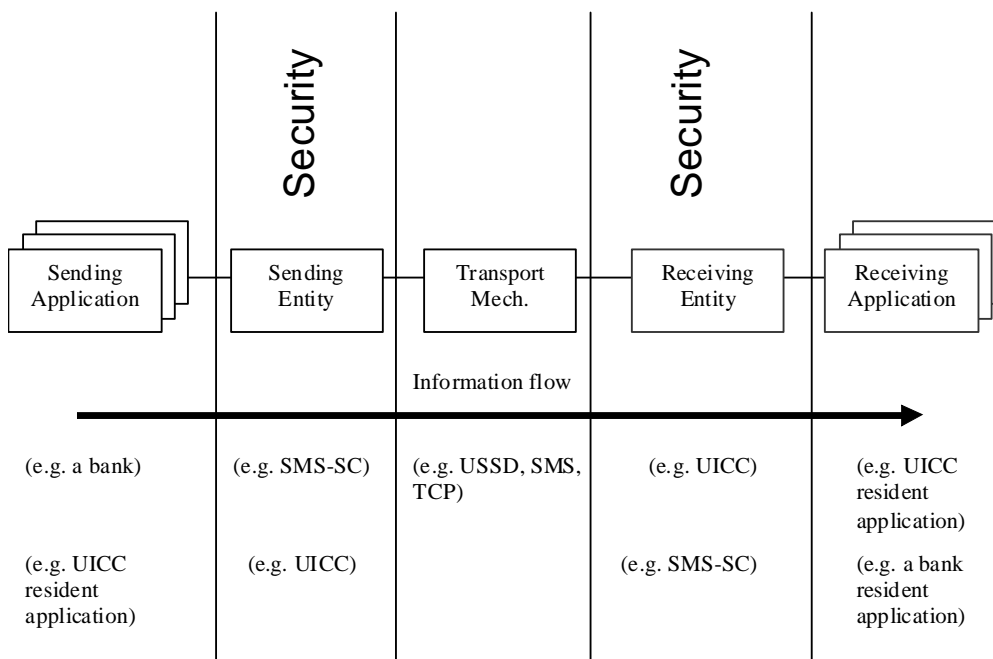 Security
Security
Sending
Application
Sending
Entity
Transport
Mech.
Receiving
Entity
Receiving
Application
Information flow
(e.g. a bank)
(e.g. SMS-SC)
(e.g. USSD, SMS,
TCP)
(e.g. UICC)
(e.g. UICC
resident
application)
(e.g. UICC
resident
application)
(e.g. UICC)
(e.g. SMS-SC)
(e.g. a bank
resident
application)